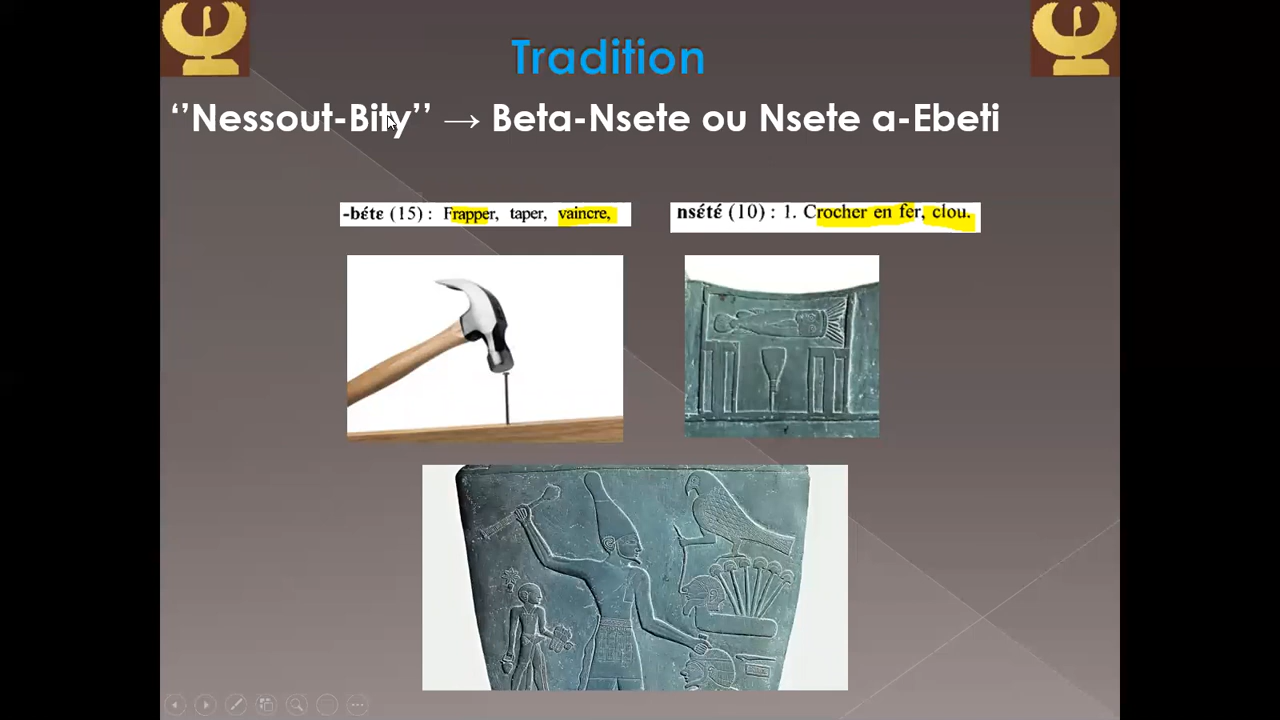 Tradition
‘’Nessout-Bity’’ → Beta-Nsete ou Nsete a-Ebeti
-béte (15) : Frapper, taper, vaincre,
nsété (10) : 1. Crocher en fer, clou.